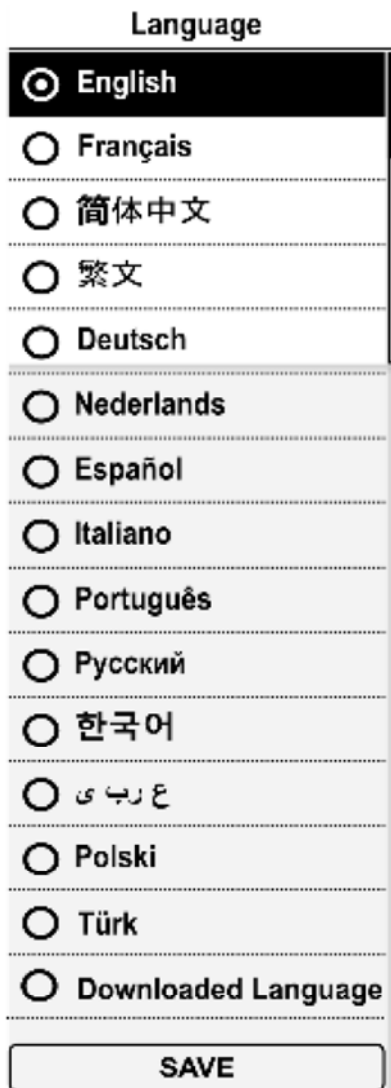 Language
English
Français
简体中文
繁文
Deutsch
Nederlands
Español
Italiano
Português
Русский
한국어
ع رب ى
Polski
Türk
Downloaded Language
SAVE